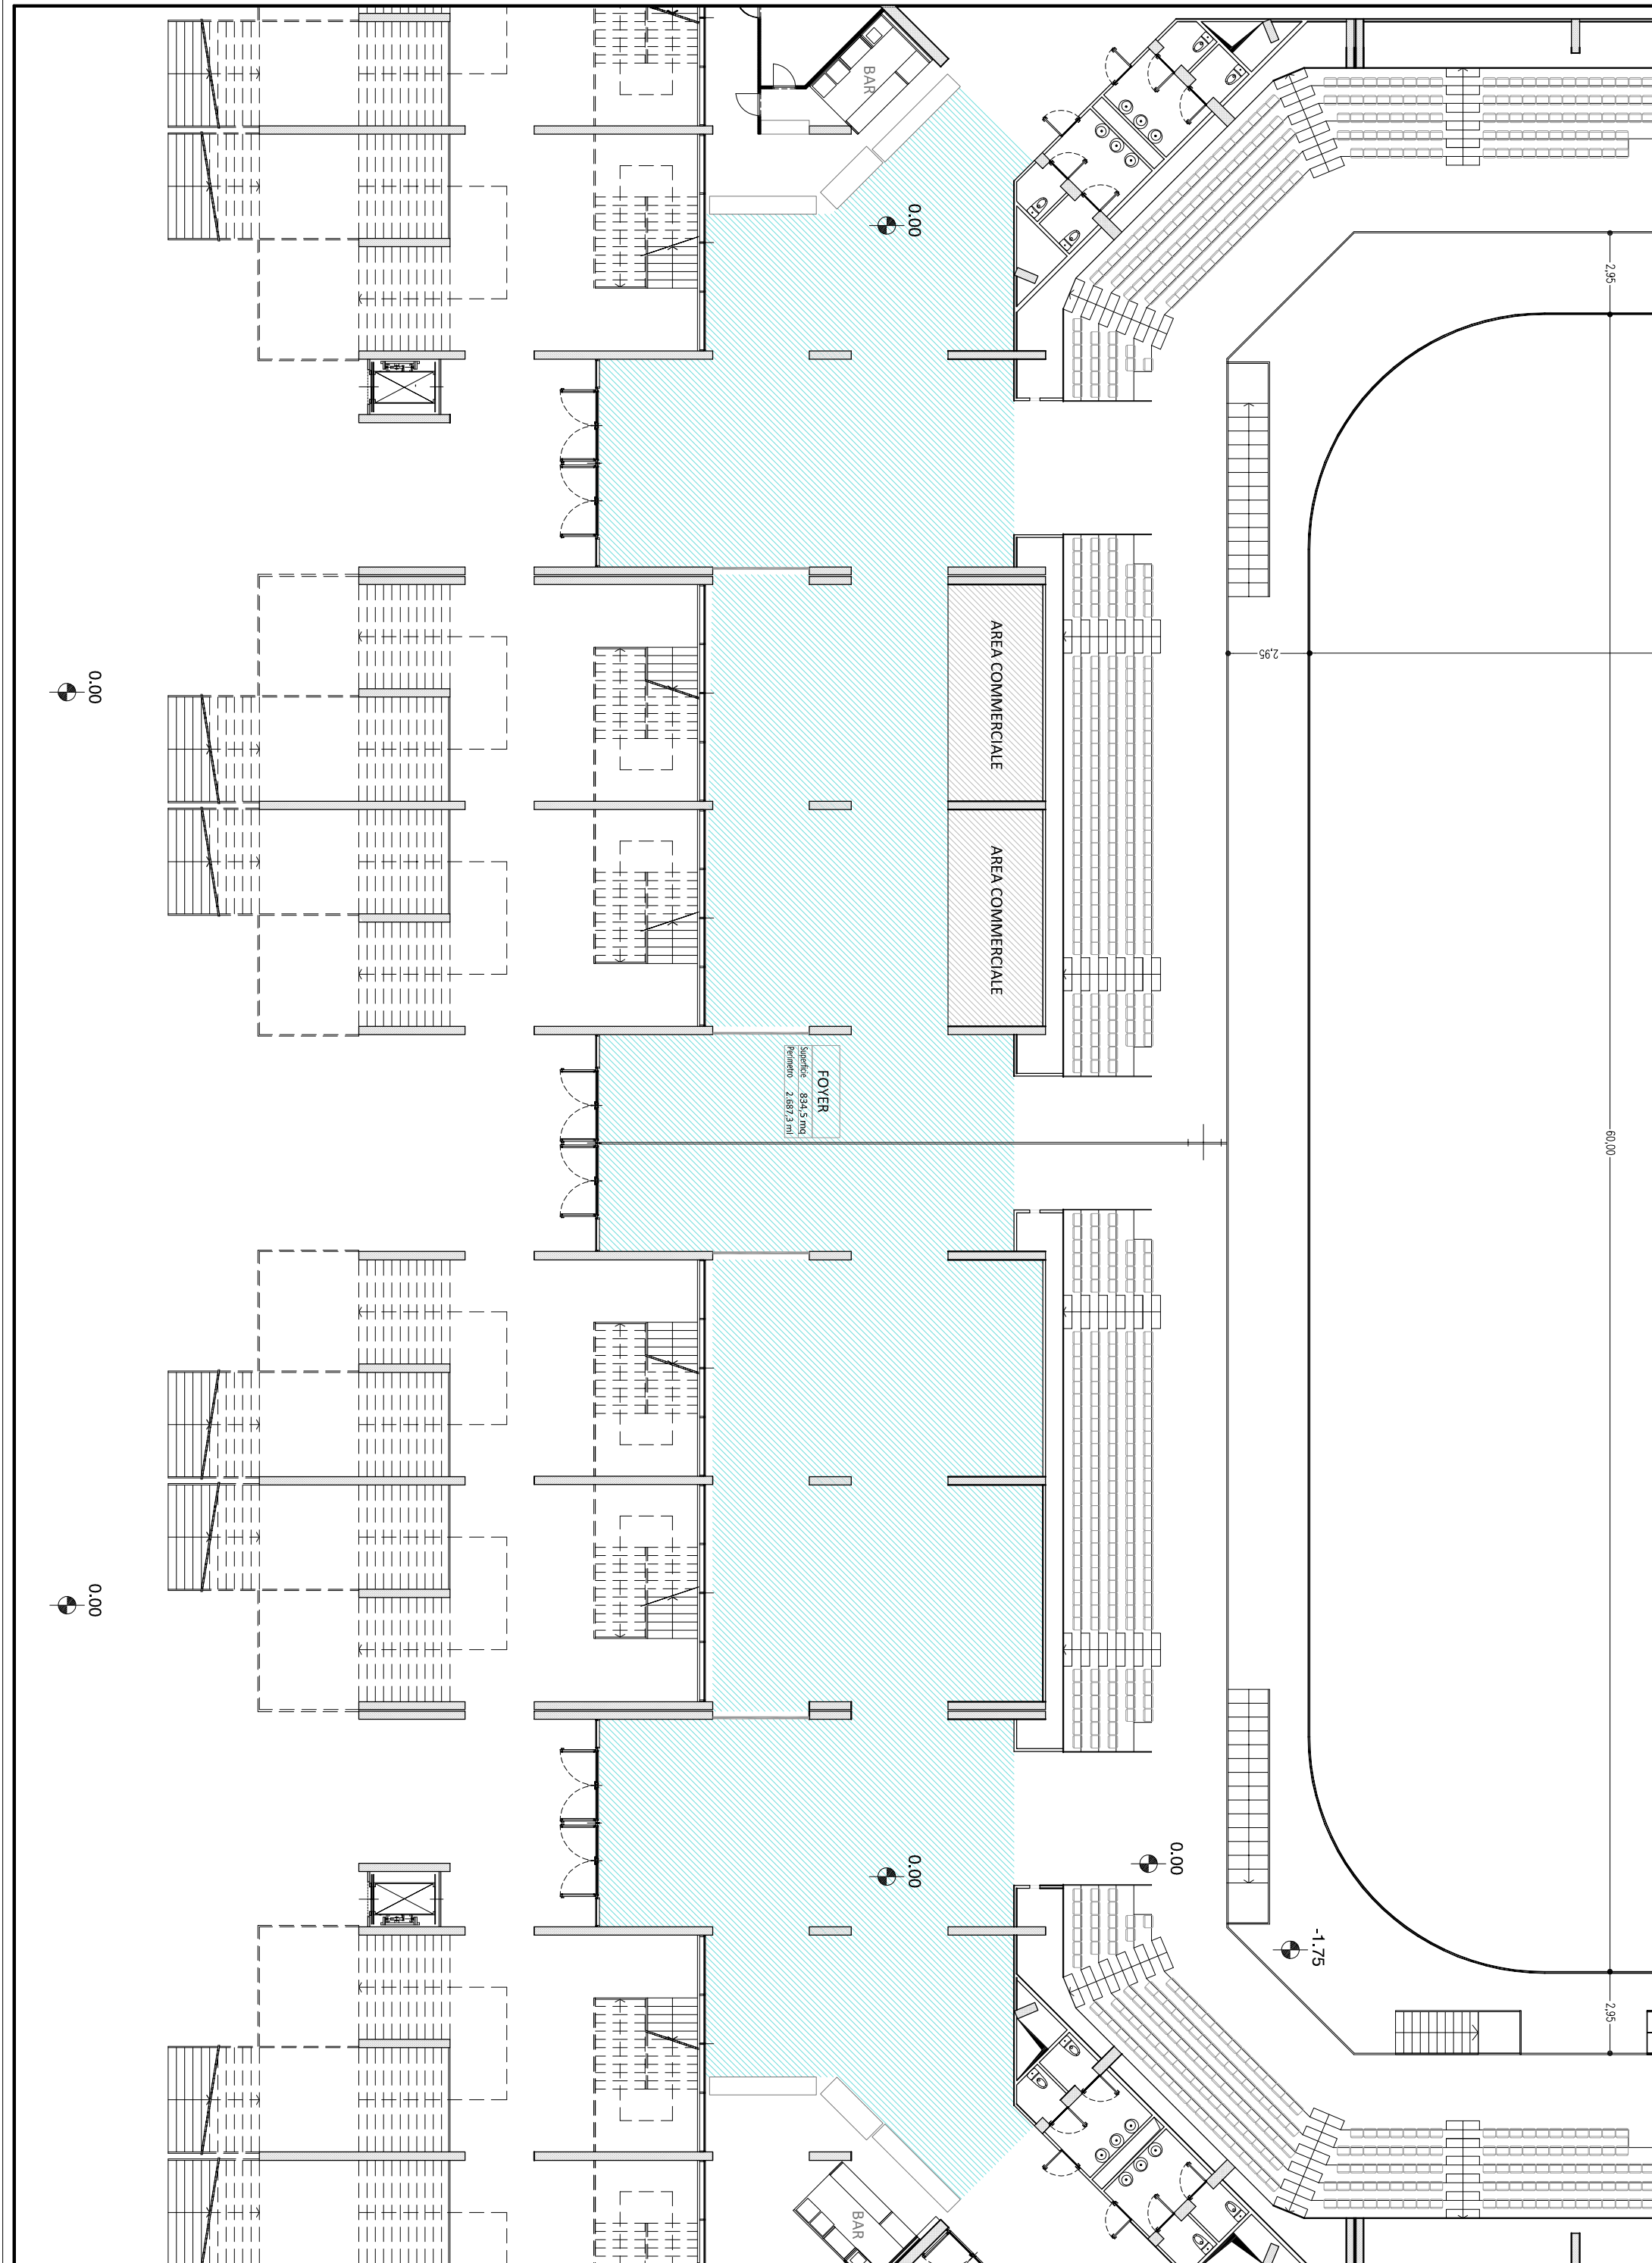 BAR
0.00
2,95
0.00
2,95
AREA COMMERCIALE
AREA COMMERCIALE
FOYER
Superficie 834,5 mq
Perimetro 2.687,3 ml
60,00
0.00
0.00
0.00
-1.75
2,95
BAR